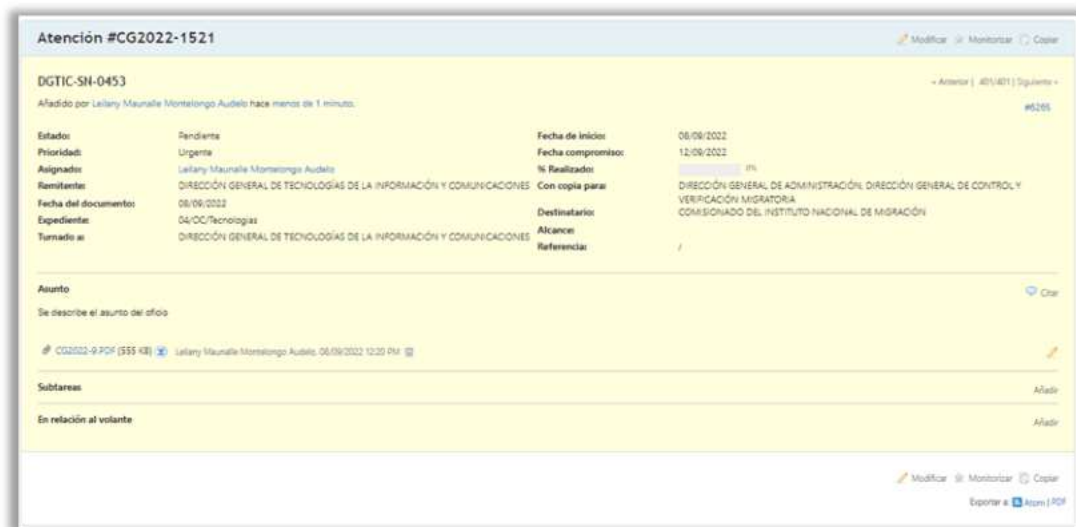 Atención #CG2022-1521
Modificar Monitorizar Copiar
DGTIC-SN-0453
« Anterior | 401/401 | Siguiente »
Añadido por Leilany Maunalle Montelongo Audelo hace menos de 1 minuto.
#6265
Estado: Pendiente
Prioridad: Urgente
Asignado: Leilany Maunalle Montelongo Audelo
Remitente: DIRECCIÓN GENERAL DE TECNOLOGÍAS DE LA INFORMACIÓN Y COMUNICACIONES
Fecha del documento: 08/09/2022
Expediente: 04/OC/Tecnologias
Turnado a: DIRECCIÓN GENERAL DE TECNOLOGÍAS DE LA INFORMACIÓN Y COMUNICACIONES
Fecha de inicio: 08/09/2022
Fecha compromiso: 12/09/2022
% Realizado: 0%
Con copia para: DIRECCIÓN GENERAL DE ADMINISTRACIÓN, DIRECCIÓN GENERAL DE CONTROL Y
VERIFICACIÓN MIGRATORIA
Destinatario: COMISIONADO DEL INSTITUTO NACIONAL DE MIGRACIÓN
Alcance:
Referencia: /
Asunto
Citar
Se describe el asunto del oficio
CG2022-9.PDF (555 KB) Leilany Maunalle Montelongo Audelo, 08/09/2022 12:20 PM
Subtareas
Añadir
En relación al volante
Añadir
Modificar Monitorizar Copiar
Exportar a: Atom | PDF